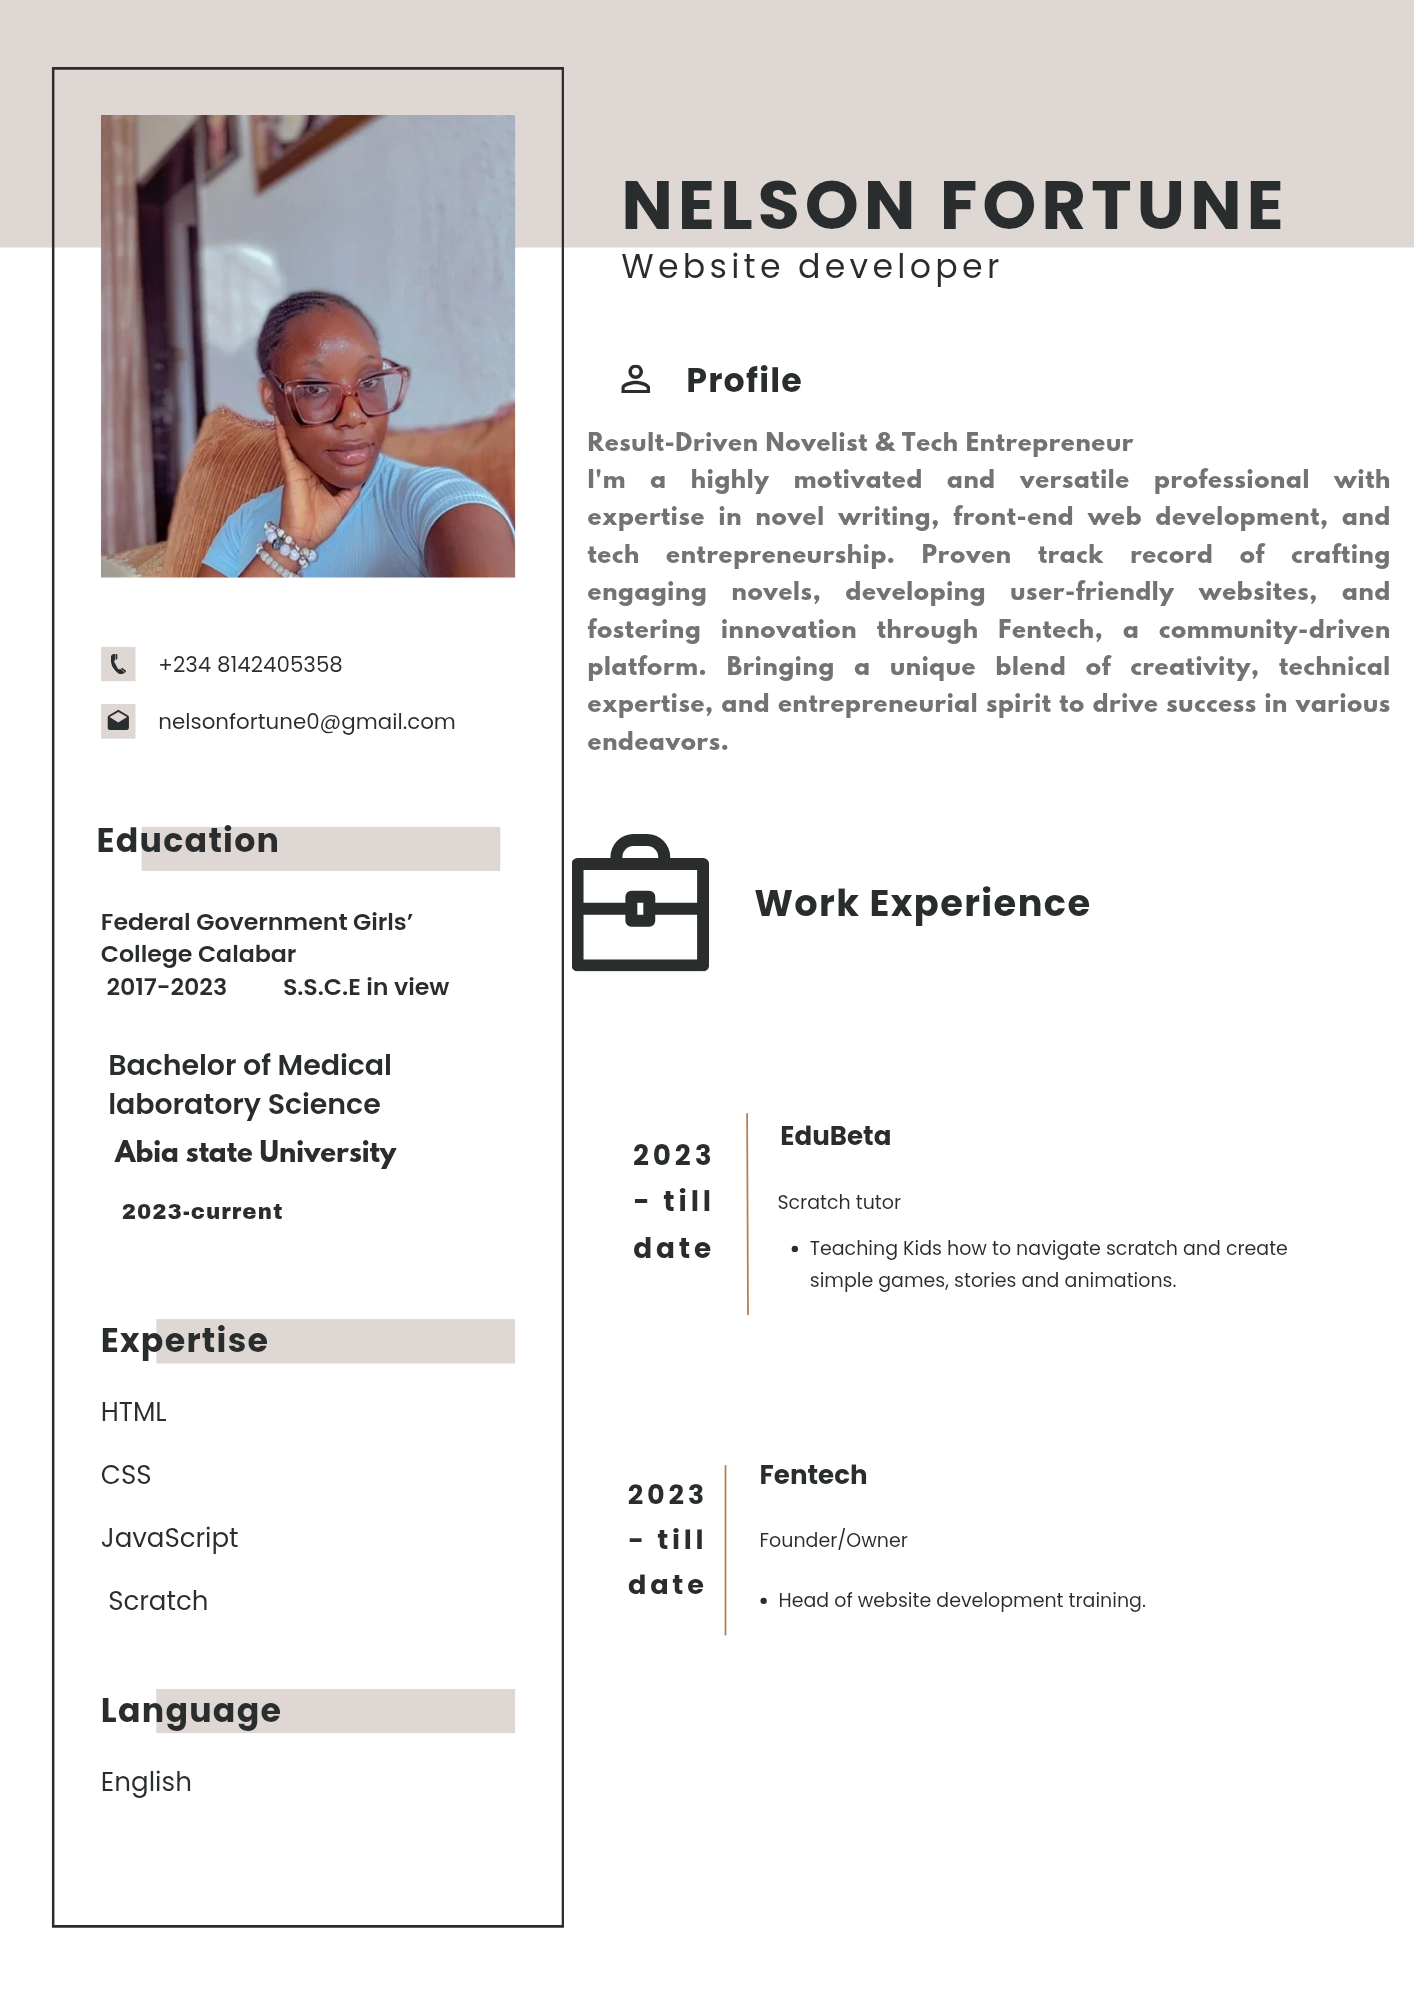 NELSON FORTUNE
Website developer
+234 8142405358
nelsonfortune0@gmail.com
Education
Federal Government Girls’
College Calabar
2017-2023 S.S.C.E in view
Bachelor of Medical
laboratory Science
Abia state University
2023-current
Expertise
HTML
CSS
JavaScript
Scratch
Language
English
Profile
Result-Driven Novelist & Tech Entrepreneur
I'm a highly motivated and versatile professional with
expertise in novel writing, front-end web development, and
tech entrepreneurship. Proven track record of crafting
engaging novels, developing user-friendly websites, and
fostering innovation through Fentech, a community-driven
platform. Bringing a unique blend of creativity, technical
expertise, and entrepreneurial spirit to drive success in various
endeavors.
Work Experience
2023
- till
date
EduBeta
Scratch tutor
• Teaching Kids how to navigate scratch and create
simple games, stories and animations.
2023
- till
date
Fentech
Founder/Owner
• Head of website development training.